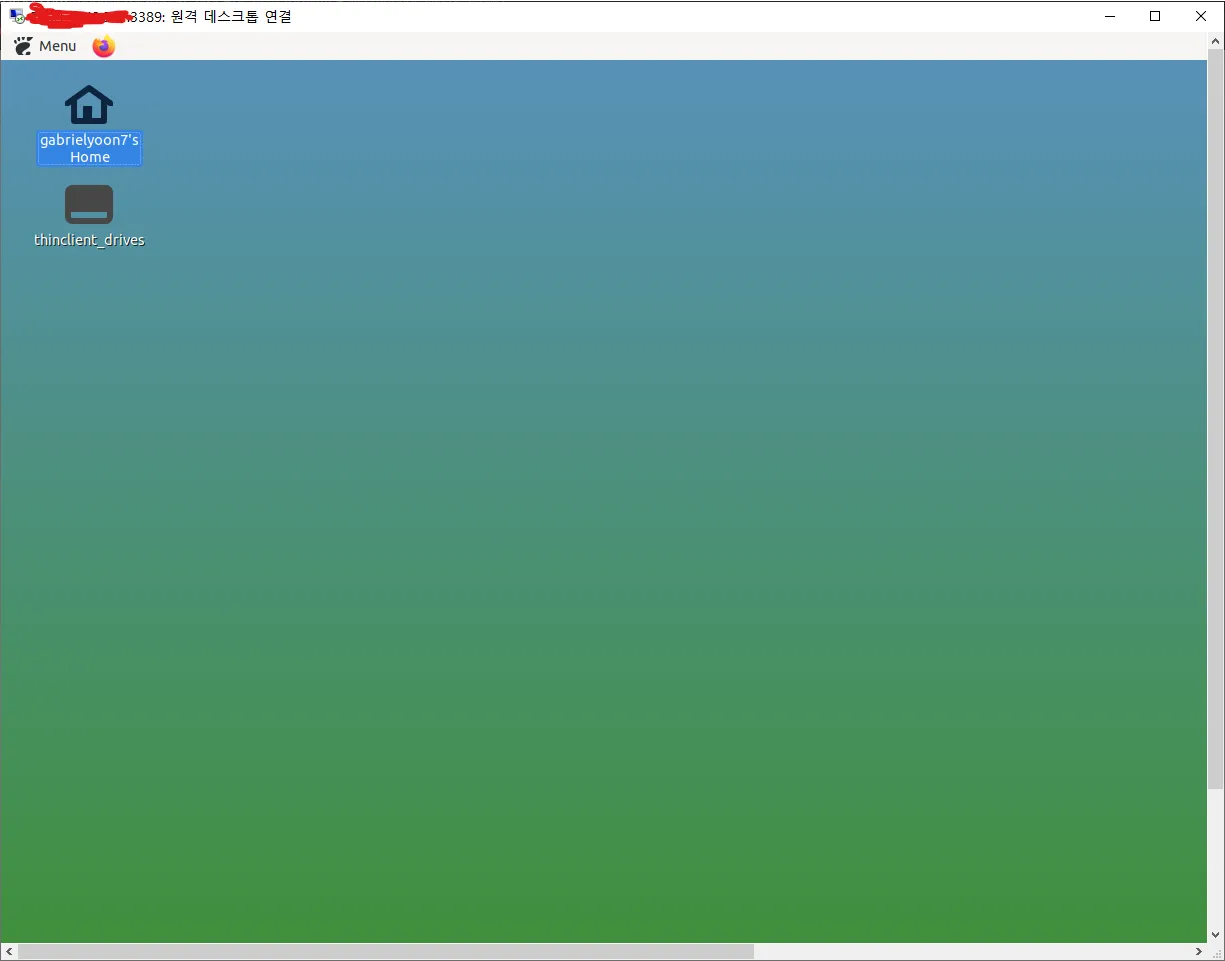 3389: 원격 데스크톱 연결
Menu
gabrielyoon7's
Home
thinclient_drives